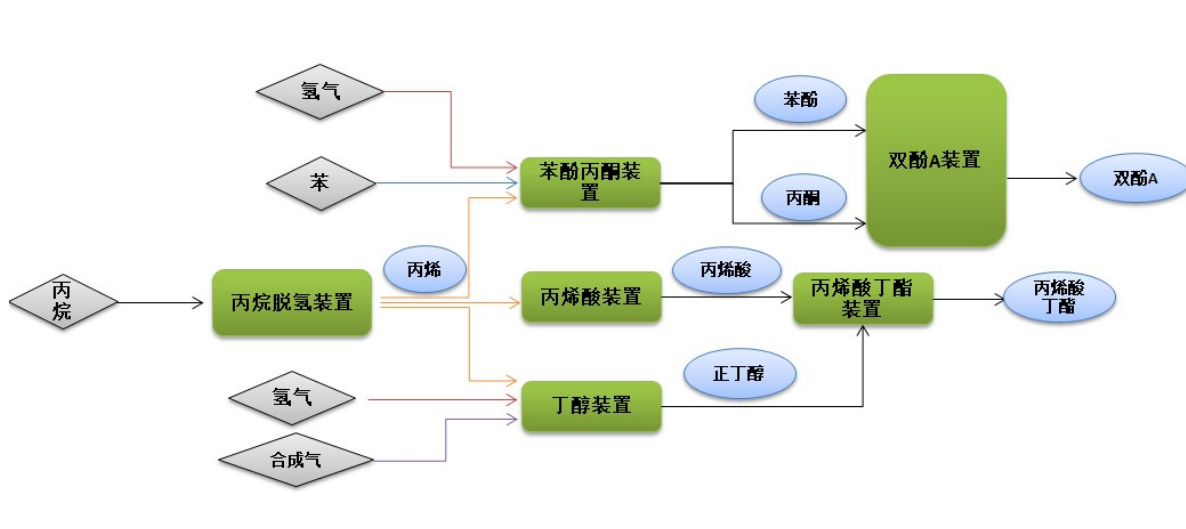 氢气
苯酚
双酚A装置
苯
苯酚丙酮装
置
丙酮
双酚A
丙烯
丙
烷
丙烷脱氢装置
丙烯酸装置
丙烯酸
丙烯酸丁酯
装置
丙烯酸
丁酯
氢气
丁醇装置
正丁醇
合成气